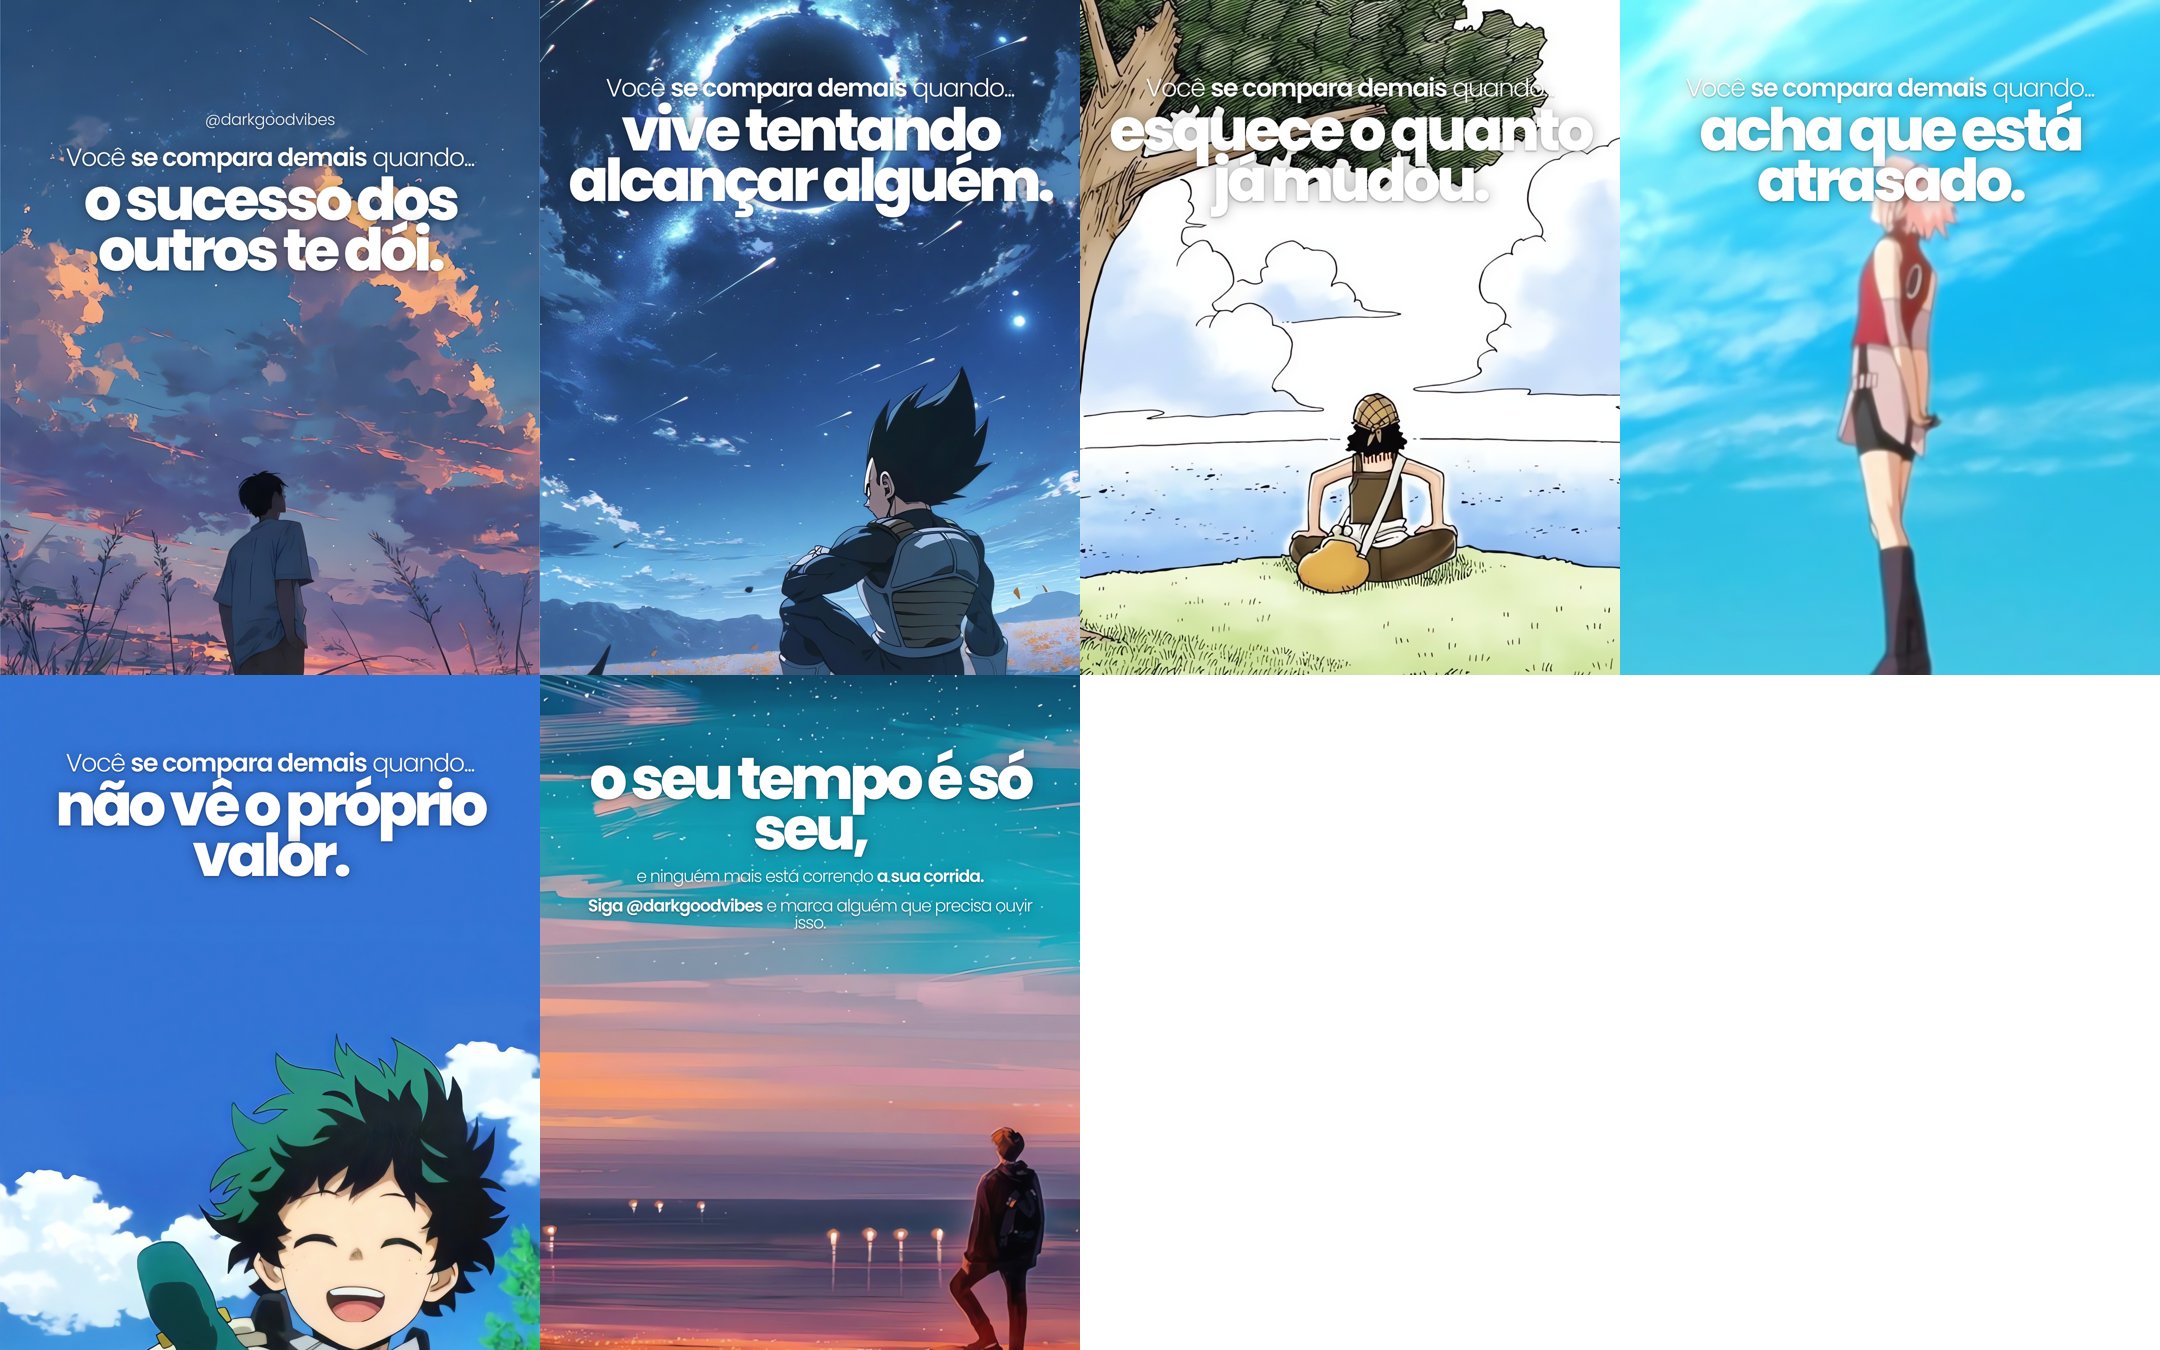 @darkgoodvibes
Você se compara demais quando...
o sucesso dos
outros te dói.
Você se compara demais quando...
vive tentando
alcançar alguém.
Você se compara demais quando...
esquece o quanto
já mudou.
Você se compara demais quando...
acha que está
atrasado.
Você se compara demais quando...
não vê o próprio
valor.
o seu tempo é só
seu,
e ninguém mais está correndo a sua corrida.
Siga @darkgoodvibes e marca alguém que precisa ouvir
isso.